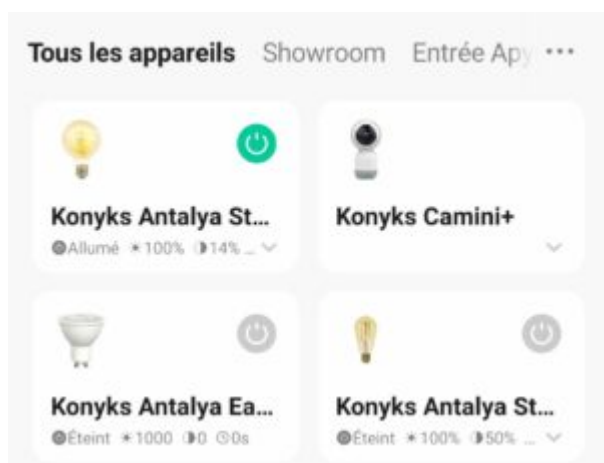 Tous les appareils Showroom Entrée Apy ...
Konyks Antalya St... Konyks Camini+
Allumé 100% 14% ...
Konyks Antalya Ea... Konyks Antalya St...
Éteint 1000 0 0s Éteint 100% 50% ...